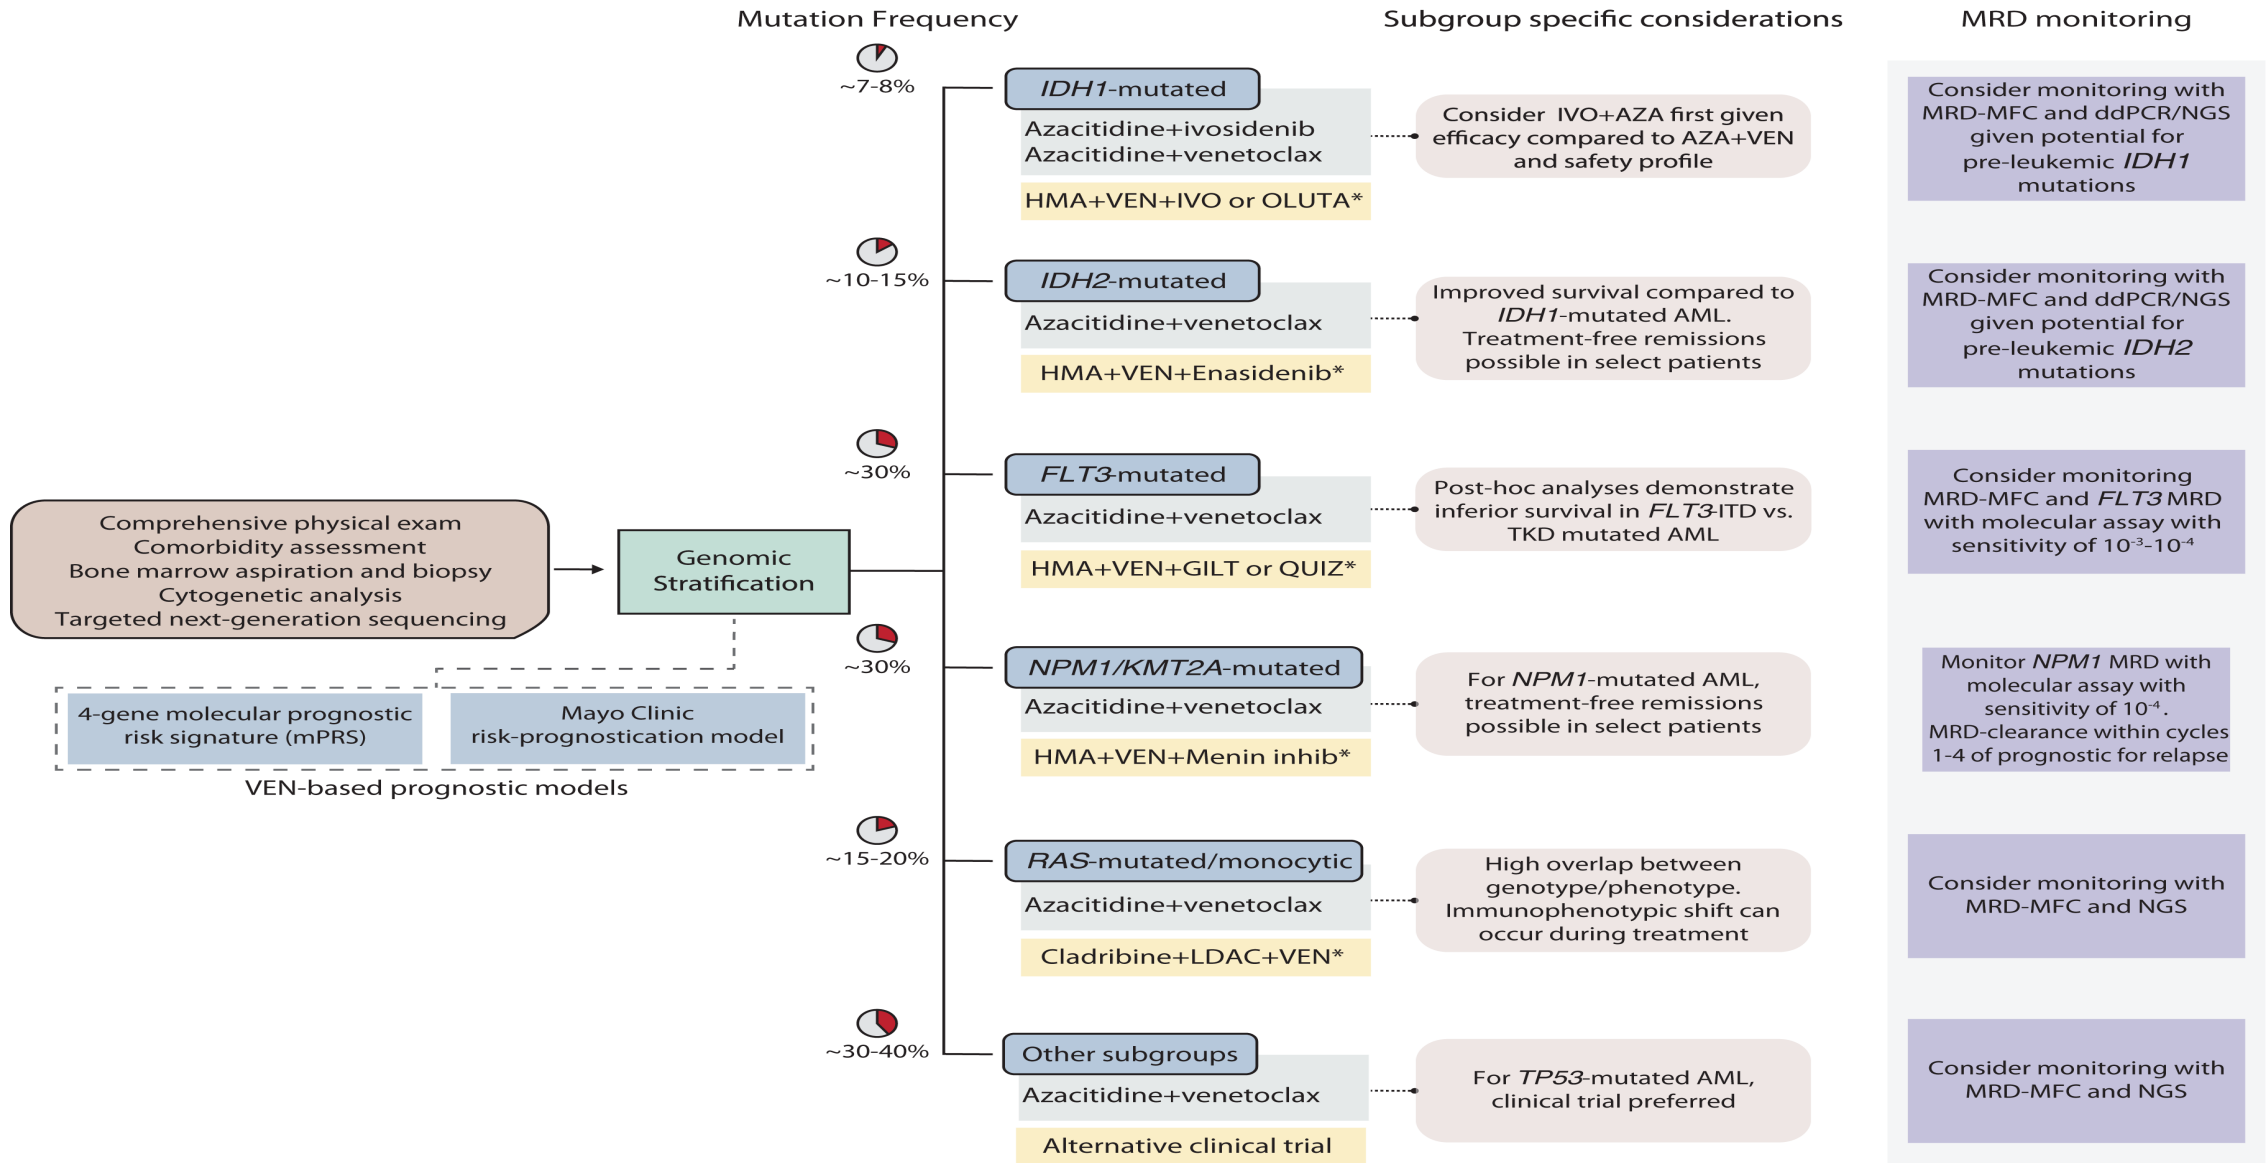 Mutation Frequency
Subgroup specific considerations
MRD monitoring
~7-8%
IDH1-mutated
Azacitidine+ivosidenib
Azacitidine+venetoclax
HMA+VEN+IVO or OLUTA*
Consider IVO+AZA first given
efficacy compared to AZA+VEN
and safety profile
Consider monitoring with
MRD-MFC and ddPCR/NGS
given potential for
pre-leukemic IDH1
mutations
~10-15%
IDH2-mutated
Azacitidine+venetoclax
HMA+VEN+Enasidenib*
Improved survival compared to
IDH1-mutated AML.
Treatment-free remissions
possible in select patients
Consider monitoring with
MRD-MFC and ddPCR/NGS
given potential for
pre-leukemic IDH2
mutations
~30%
FLT3-mutated
Azacitidine+venetoclax
HMA+VEN+GILT or QUIZ*
Post-hoc analyses demonstrate
inferior survival in FLT3-ITD vs.
TKD mutated AML
Consider monitoring
MRD-MFC and FLT3 MRD
with molecular assay with
sensitivity of 10⁻³-10⁻⁴
Comprehensive physical exam
Comorbidity assessment
Bone marrow aspiration and biopsy
Cytogenetic analysis
Targeted next-generation sequencing
Genomic
Stratification
4-gene molecular prognostic
risk signature (mPRS)
Mayo Clinic
risk-prognostication model
VEN-based prognostic models
~30%
NPM1/KMT2A-mutated
Azacitidine+venetoclax
HMA+VEN+Menin inhib*
For NPM1-mutated AML,
treatment-free remissions
possible in select patients
Monitor NPM1 MRD with
molecular assay with
sensitivity of 10⁻⁴.
MRD-clearance within cycles
1-4 of prognostic for relapse
~15-20%
RAS-mutated/monocytic
Azacitidine+venetoclax
Cladribine+LDAC+VEN*
High overlap between
genotype/phenotype.
Immunophenotypic shift can
occur during treatment
Consider monitoring with
MRD-MFC and NGS
~30-40%
Other subgroups
Azacitidine+venetoclax
Alternative clinical trial
For TP53-mutated AML,
clinical trial preferred
Consider monitoring with
MRD-MFC and NGS